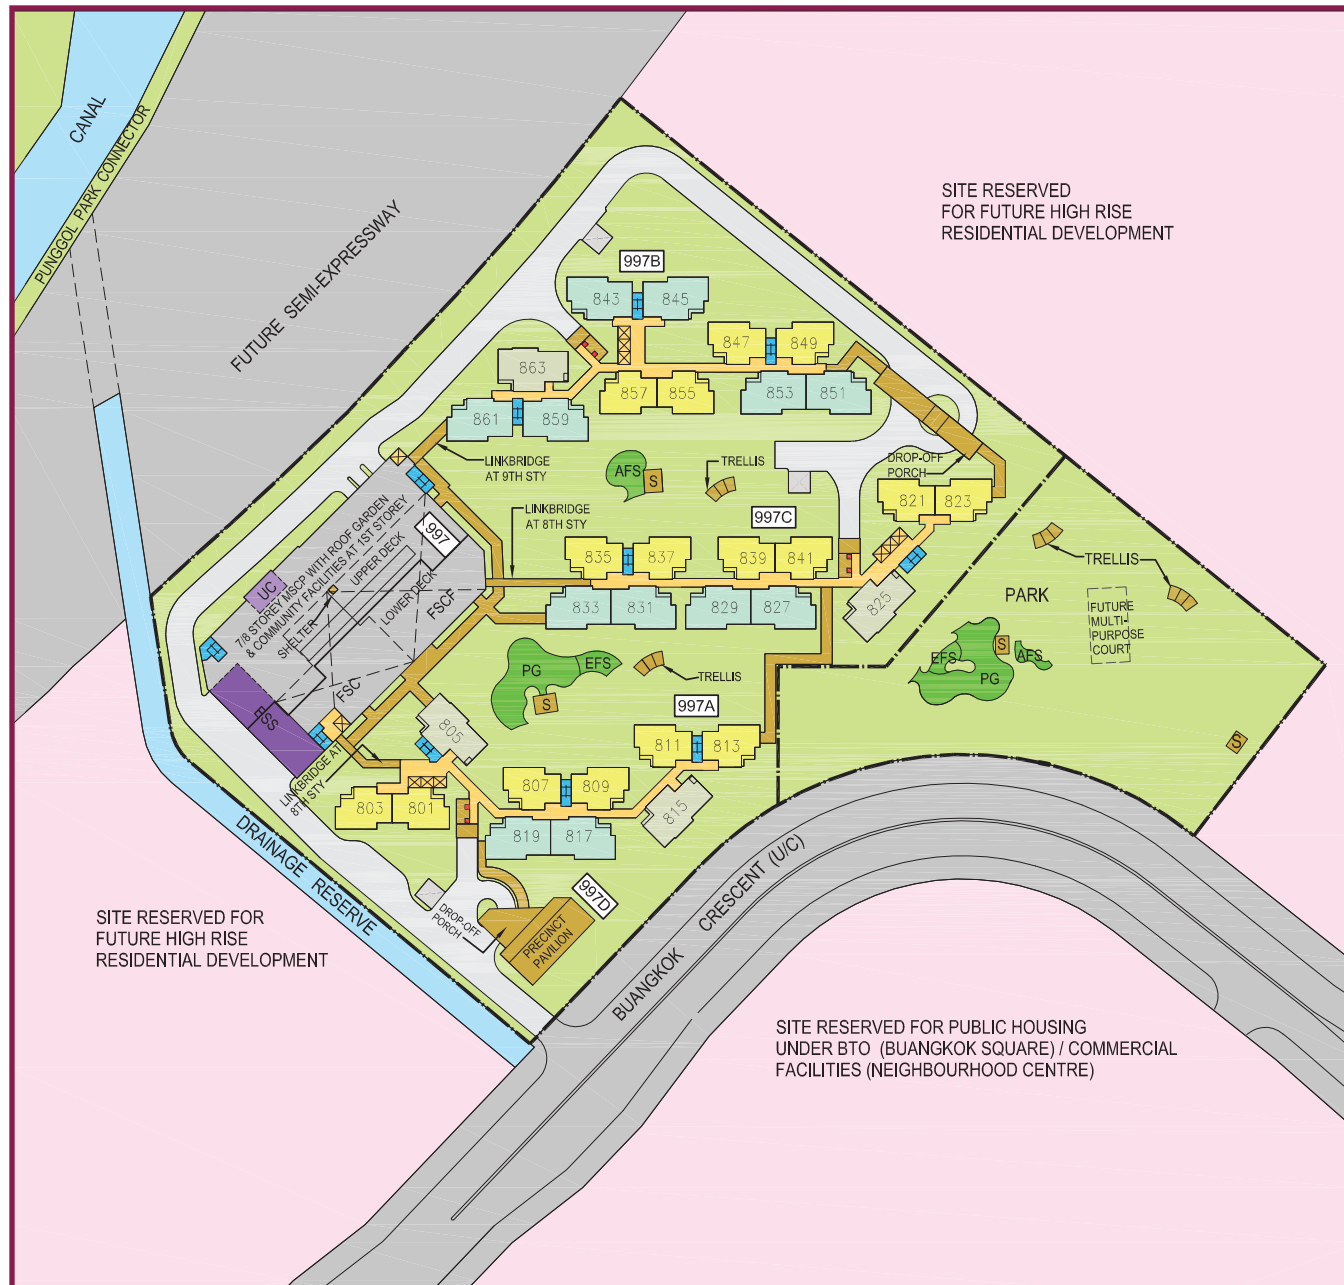 CANAL
PUNGGOL PARK CONNECTOR
FUTURE SEMI-EXPRESSWAY
SITE RESERVED
FOR FUTURE HIGH RISE
RESIDENTIAL DEVELOPMENT
997B
843
845
847
849
863
857
855
853
851
861
859
LINKBRIDGE
AT 9TH STY
AFS
S
TRELLIS
DROP-OFF
PORCH
821
823
LINKBRIDGE
AT 8TH STY
997C
997
835
837
839
841
833
831
829
827
825
7/8 STOREY MSCP WITH ROOF GARDEN
& COMMUNITY FACILITIES AT 1ST STOREY
UPPER DECK
LOWER DECK
SHELTER
UC
FSCF
FSC
ESS
TRELLIS
PARK
FUTURE
MULTI-
PURPOSE
COURT
EFS
S
AFS
PG
S
PG
EFS
S
TRELLIS
997A
805
811
813
807
809
815
803
801
819
817
LINKBRIDGE AT
8TH STY
DRAINAGE RESERVE
DROP-OFF
PORCH
997D
PRECINCT
PAVILION
BUANGKOK CRESCENT (U/C)
SITE RESERVED FOR
FUTURE HIGH RISE
RESIDENTIAL DEVELOPMENT
SITE RESERVED FOR PUBLIC HOUSING
UNDER BTO (BUANGKOK SQUARE) / COMMERCIAL
FACILITIES (NEIGHBOURHOOD CENTRE)